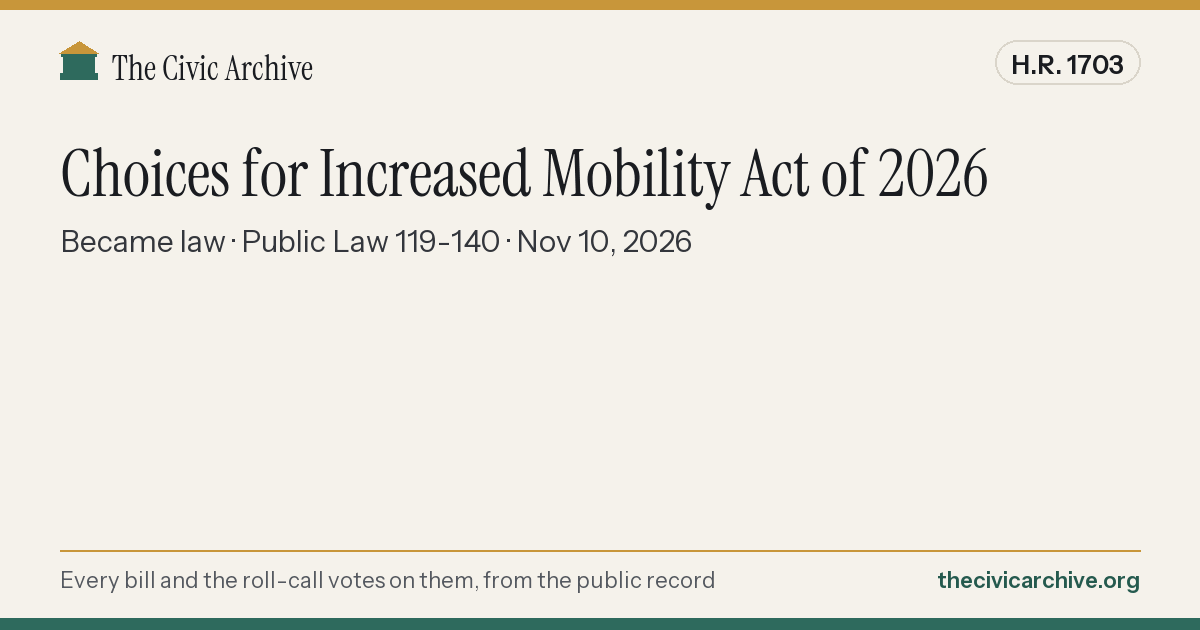 The Civic Archive
H.R. 1703
Choices for Increased Mobility Act of 2026
Became law · Public Law 119-140 · Nov 10, 2026
Every bill and the roll-call votes on them, from the public record
thecivicarchive.org